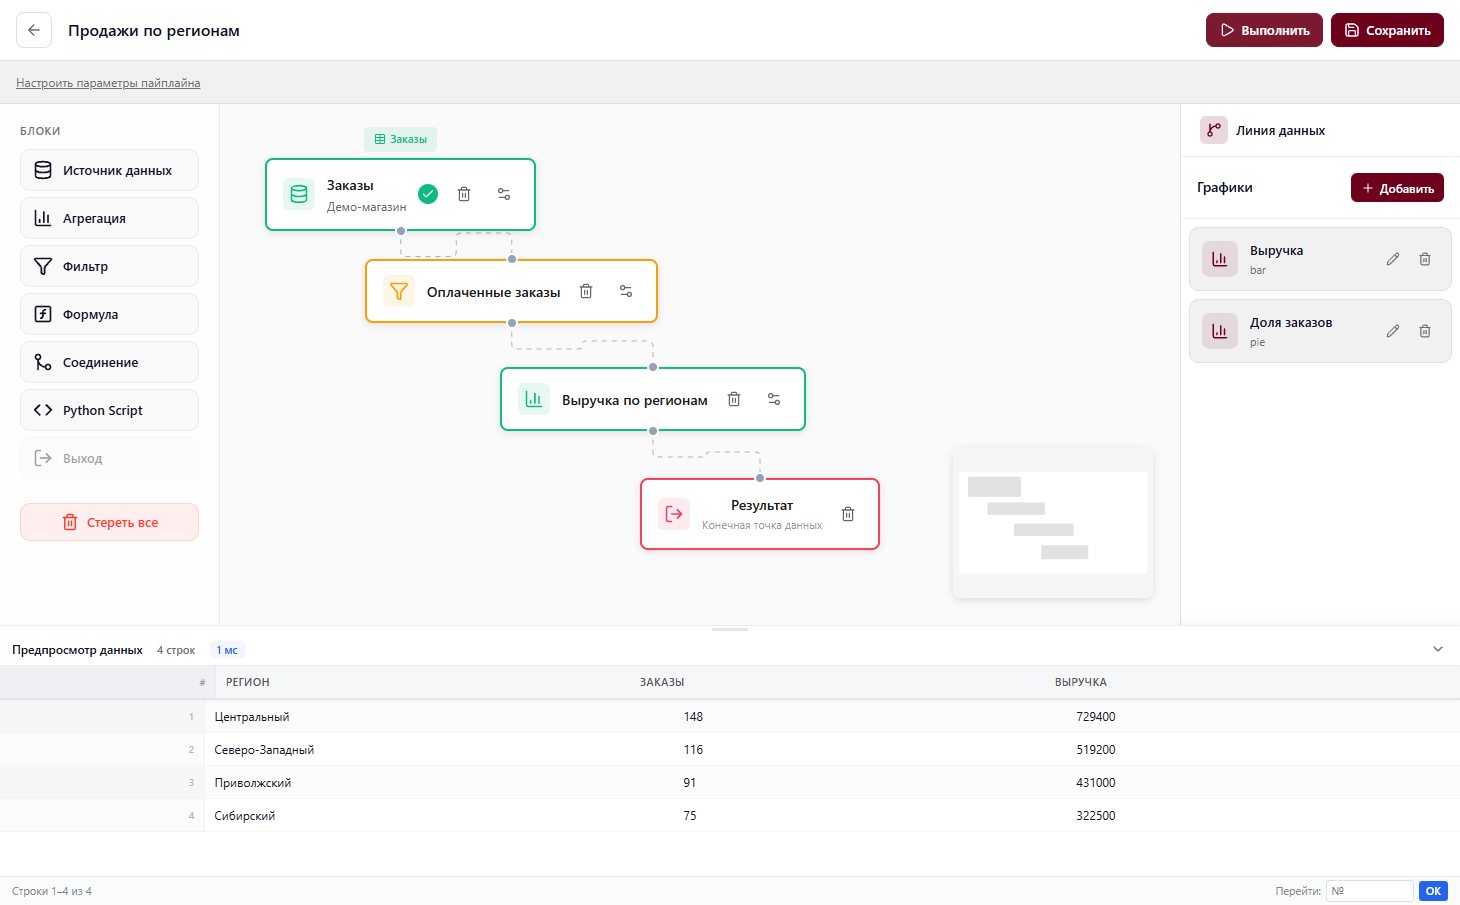 Продажи по регионам
Выполнить
Сохранить
Настроить параметры пайплайна
БЛОКИ
Источник данных
Агрегация
Фильтр
Формула
Соединение
Python Script
Выход
Стереть все
Заказы
Заказы
Демо-магазин
Оплаченные заказы
Выручка по регионам
Результат
Конечная точка данных
Линия данных
Графики
Добавить
Выручка
bar
Доля заказов
pie
Предпросмотр данных 4 строк 1 мс
# РЕГИОН ЗАКАЗЫ ВЫРУЧКА
1 Центральный 148 729400
2 Северо-Западный 116 519200
3 Приволжский 91 431000
4 Сибирский 75 322500
Строки 1–4 из 4
Перейти: № ОК